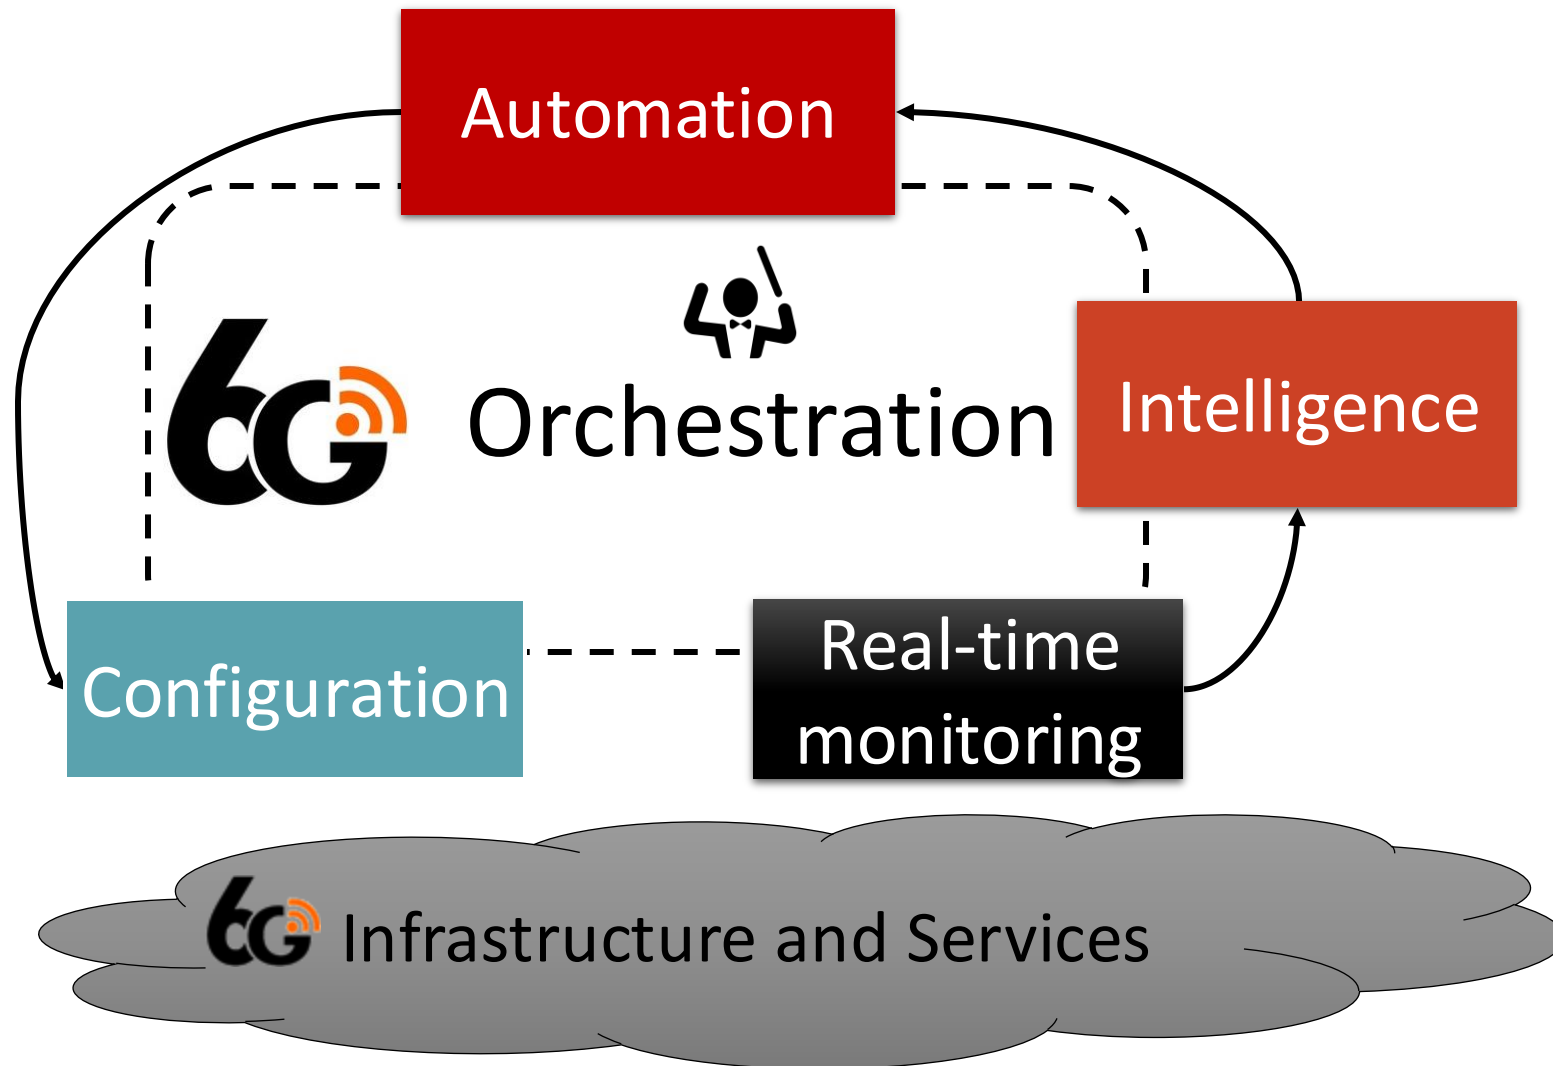 Automation
6G Orchestration
Intelligence
Configuration
Real-time
monitoring
6G Infrastructure and Services